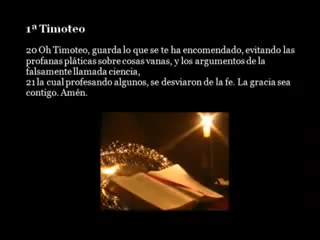 1ª Timoteo
20 Oh Timoteo, guarda lo que se te ha encomendado, evitando las
profanas pláticas sobre cosas vanas, y los argumentos de la
falsamente llamada ciencia,
21 la cual profesando algunos, se desviaron de la fe. La gracia sea
contigo. Amén.